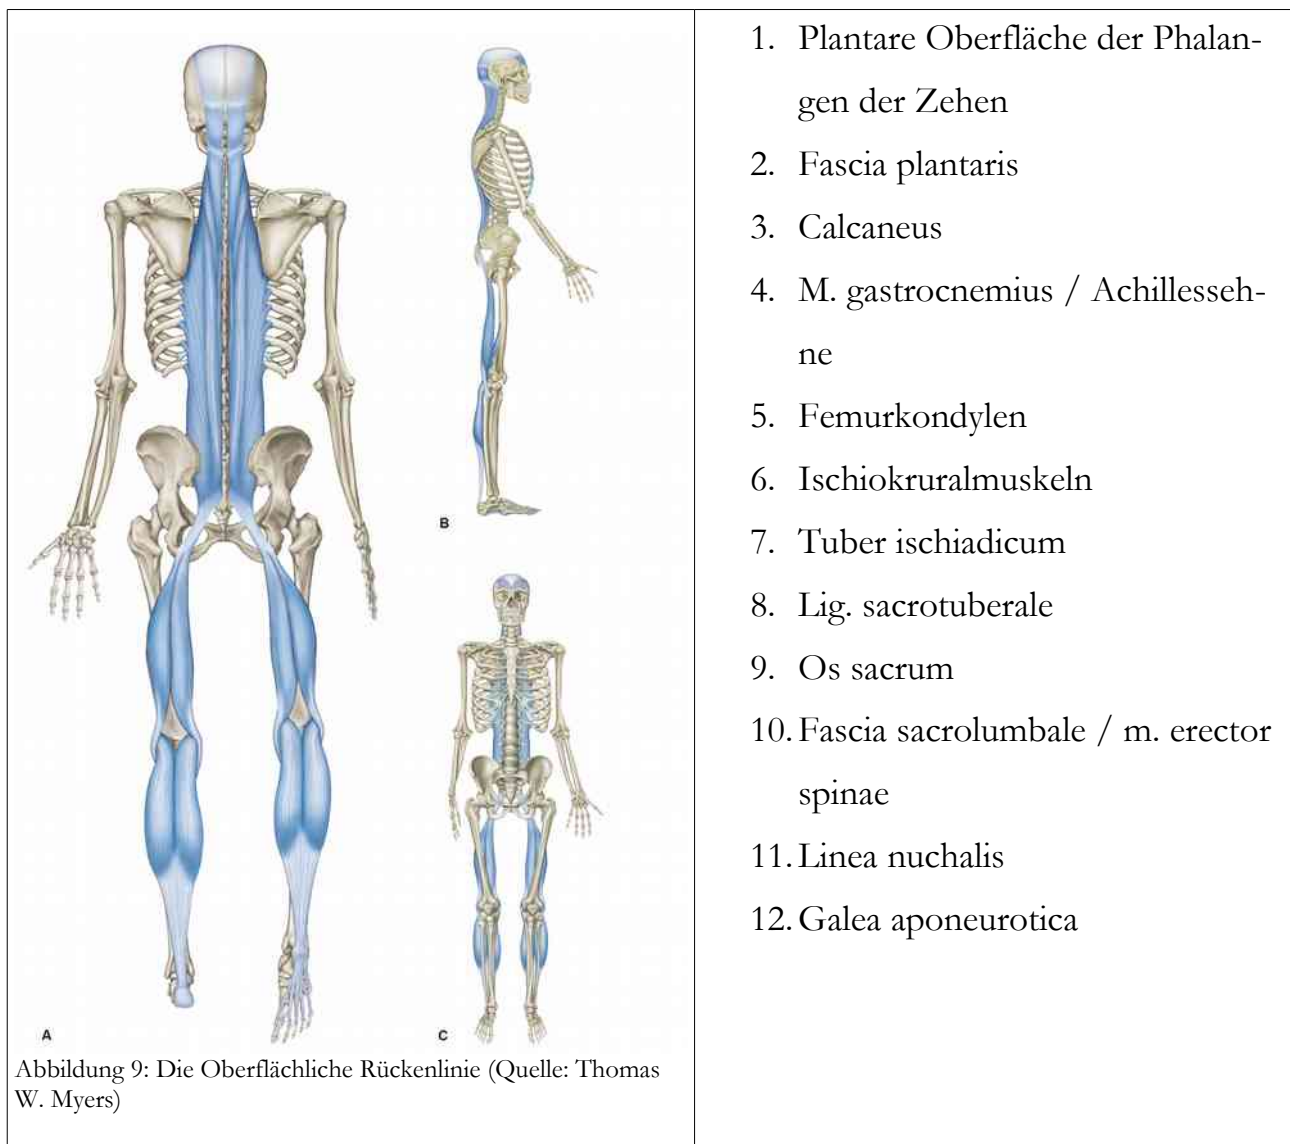 B
A
C
Abbildung 9: Die Oberflächliche Rückenlinie (Quelle: Thomas
W. Myers)
1. Plantare Oberfläche der Phalan-
gen der Zehen
2. Fascia plantaris
3. Calcaneus
4. M. gastrocnemius / Achillesseh-
ne
5. Femurkondylen
6. Ischiokruralmuskeln
7. Tuber ischiadicum
8. Lig. sacrotuberale
9. Os sacrum
10. Fascia sacrolumbale / m. erector
spinae
11. Linea nuchalis
12. Galea aponeurotica